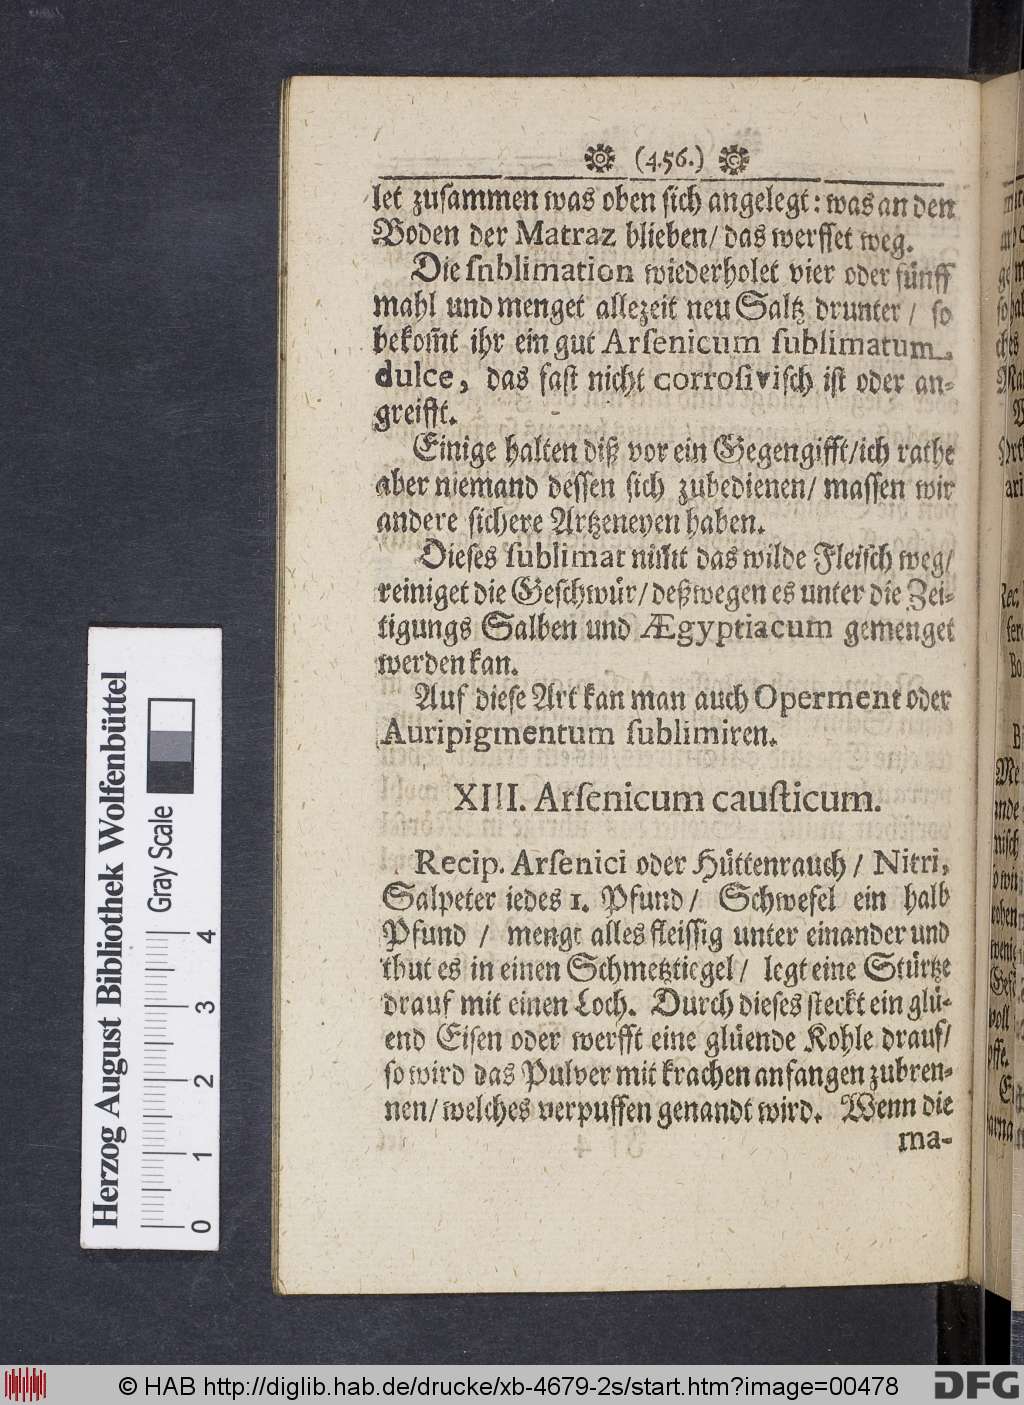 (456.)
let zusammen was oben sich angelegt: was an den
Boden der Matraz blieben/ das werffet weg.
Die snblimation wiederholet vier oder fünff
mahl und menget allezeit neu Saltz drunter / so
bekom̃t ihr ein gut Arsenicum sublimatum
dulce, das fast nicht corrosivisch ist oder an-
greifft.
Einige halten diß vor ein Gegengifft/ich rathe
aber niemand dessen sich zubedienen/ massen wir
andere sichere Artzeneyen haben.
Dieses sublimat nim̃t das wilde Fleisch weg/
reiniget die Geschwür/ deßwegen es unter die Zei-
tigungs Salben und Ægyptiacum gemenget
werden kan.
Auf diese Art kan man auch Operment oder
Auripigmentum sublimiren.
XIII. Arsenicum causticum.
Recip. Arsenici oder Hüttenrauch / Nitri,
Salpeter iedes 1. Pfund / Schwefel ein halb
Pfund / mengt alles fleissig unter einander und
thut es in einen Schmetztiegel / legt eine Stürtze
drauf mit einen Loch. Durch dieses steckt ein glü-
end Eisen oder werfft eine glüende Kohle drauf/
so wird das Pulver mit krachen anfangen zubren-
nen/ welches verpuffen genandt wird. Wenn die
ma-
Herzog August Bibliothek Wolfenbüttel
Gray Scale
0 1 2 3 4
© HAB http://diglib.hab.de/drucke/xb-4679-2s/start.htm?image=00478
DFG